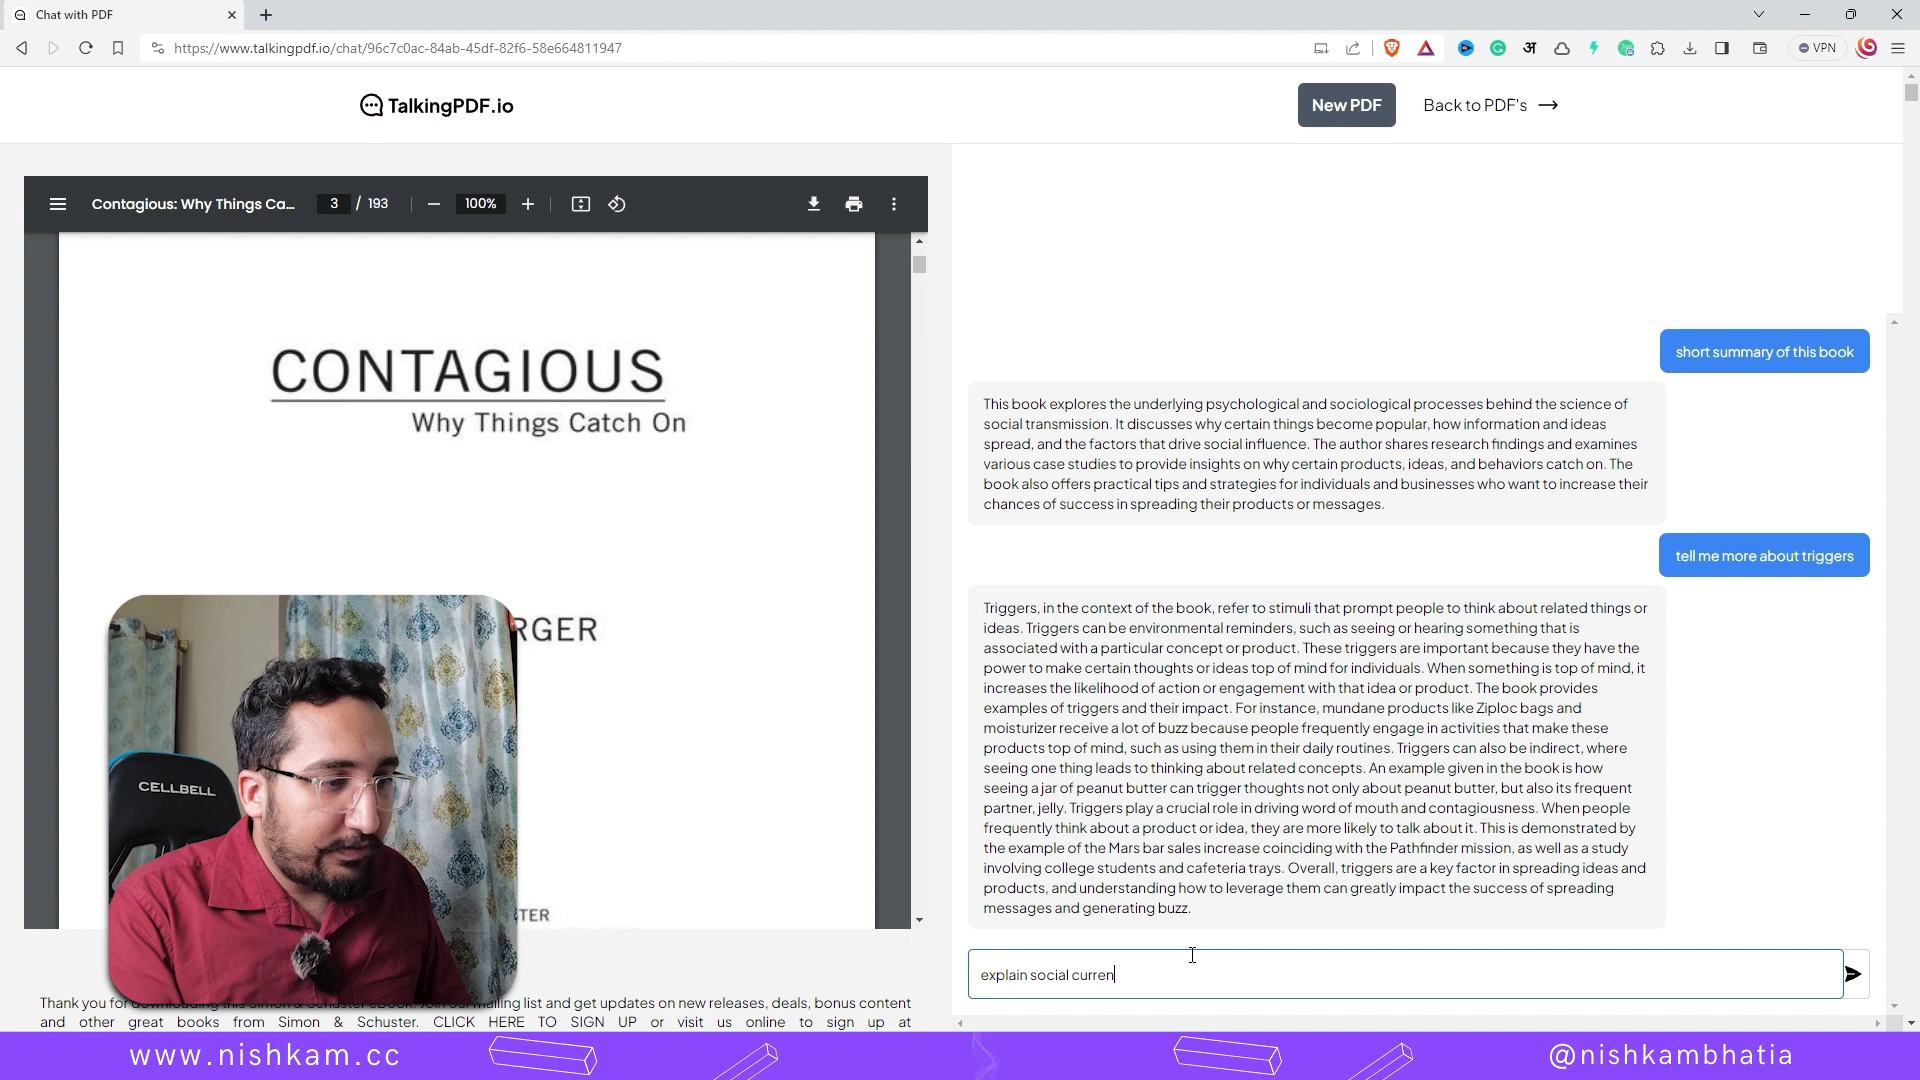 Chat with PDF
https://www.talkingpdf.io/chat/96c7c0ac-84ab-45df-82f6-58e664811947
VPN
TalkingPDF.io
New PDF
Back to PDF's
Contagious: Why Things Ca...
3 / 193
100%
CONTAGIOUS
Why Things Catch On
RGER
TER
CELLBELL
Thank you for downloading this Simon & Schuster eBook. Join our mailing list and get updates on new releases, deals, bonus content
and other great books from Simon & Schuster. CLICK HERE TO SIGN UP or visit us online to sign up at
short summary of this book
This book explores the underlying psychological and sociological processes behind the science of
social transmission. It discusses why certain things become popular, how information and ideas
spread, and the factors that drive social influence. The author shares research findings and examines
various case studies to provide insights on why certain products, ideas, and behaviors catch on. The
book also offers practical tips and strategies for individuals and businesses who want to increase their
chances of success in spreading their products or messages.
tell me more about triggers
Triggers, in the context of the book, refer to stimuli that prompt people to think about related things or
ideas. Triggers can be environmental reminders, such as seeing or hearing something that is
associated with a particular concept or product. These triggers are important because they have the
power to make certain thoughts or ideas top of mind for individuals. When something is top of mind, it
increases the likelihood of action or engagement with that idea or product. The book provides
examples of triggers and their impact. For instance, mundane products like Ziploc bags and
moisturizer receive a lot of buzz because people frequently engage in activities that make these
products top of mind, such as using them in their daily routines. Triggers can also be indirect, where
seeing one thing leads to thinking about related concepts. An example given in the book is how
seeing a jar of peanut butter can trigger thoughts not only about peanut butter, but also its frequent
partner, jelly. Triggers play a crucial role in driving word of mouth and contagiousness. When people
frequently think about a product or idea, they are more likely to talk about it. This is demonstrated by
the example of the Mars bar sales increase coinciding with the Pathfinder mission, as well as a study
involving college students and cafeteria trays. Overall, triggers are a key factor in spreading ideas and
products, and understanding how to leverage them can greatly impact the success of spreading
messages and generating buzz.
explain social curren
www.nishkam.cc
@nishkambhatia